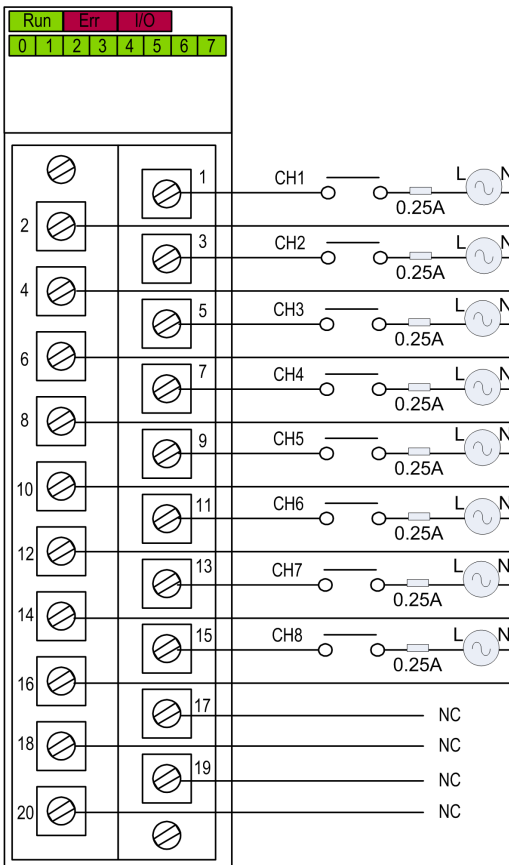 Run Err I/O
0 1 2 3 4 5 6 7
1 CH1 L N
0.25A
2
3 CH2 L N
0.25A
4
5 CH3 L N
0.25A
6
7 CH4 L N
0.25A
8
9 CH5 L N
0.25A
10
11 CH6 L N
0.25A
12
13 CH7 L N
0.25A
14
15 CH8 L N
0.25A
16
17 NC
18 NC
19 NC
20 NC